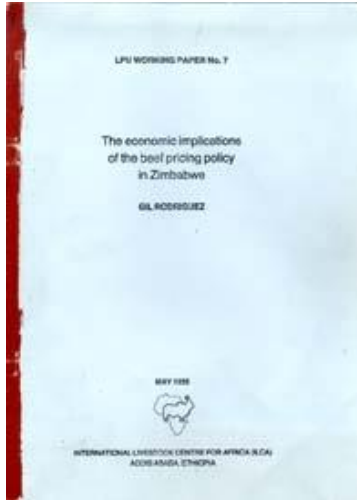 LPU WORKING PAPER No. 7
The economic implications
of the beef pricing policy
in Zimbabwe
GIL RODRIGUEZ
MAY
INTERNATIONAL LIVESTOCK CENTRE FOR AFRICA (ILCA)
ADDIS ABABA, ETHIOPIA